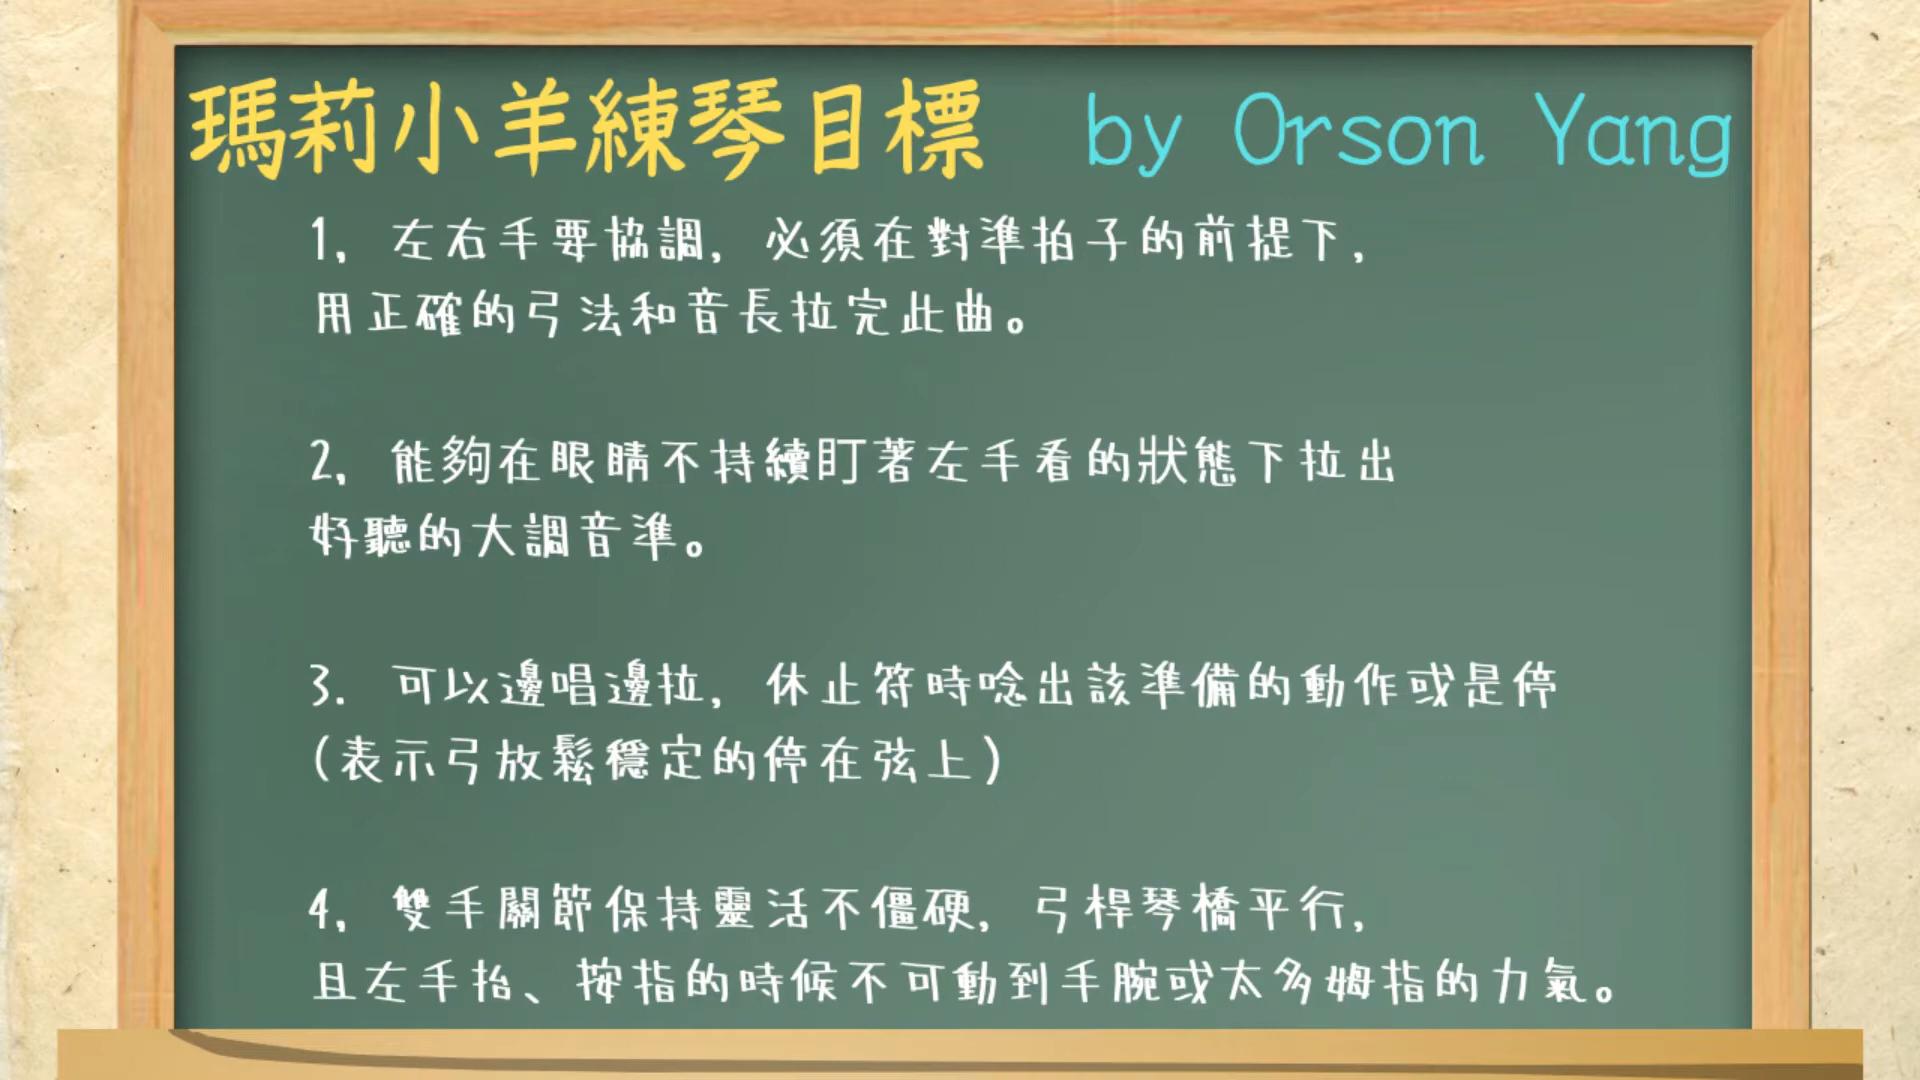 瑪莉小羊練琴目標 by Orson Yang
1, 左右手要協調, 必須在對準拍子的前提下,
用正確的弓法和音長拉完此曲。
2, 能夠在眼睛不持續盯著左手看的狀態下拉出
好聽的大調音準。
3. 可以邊唱邊拉, 休止符時唸出該準備的動作或是停
(表示弓放鬆穩定的停在弦上)
4, 雙手關節保持靈活不僵硬, 弓桿琴橋平行,
且左手抬、按指的時候不可動到手腕或太多姆指的力氣。